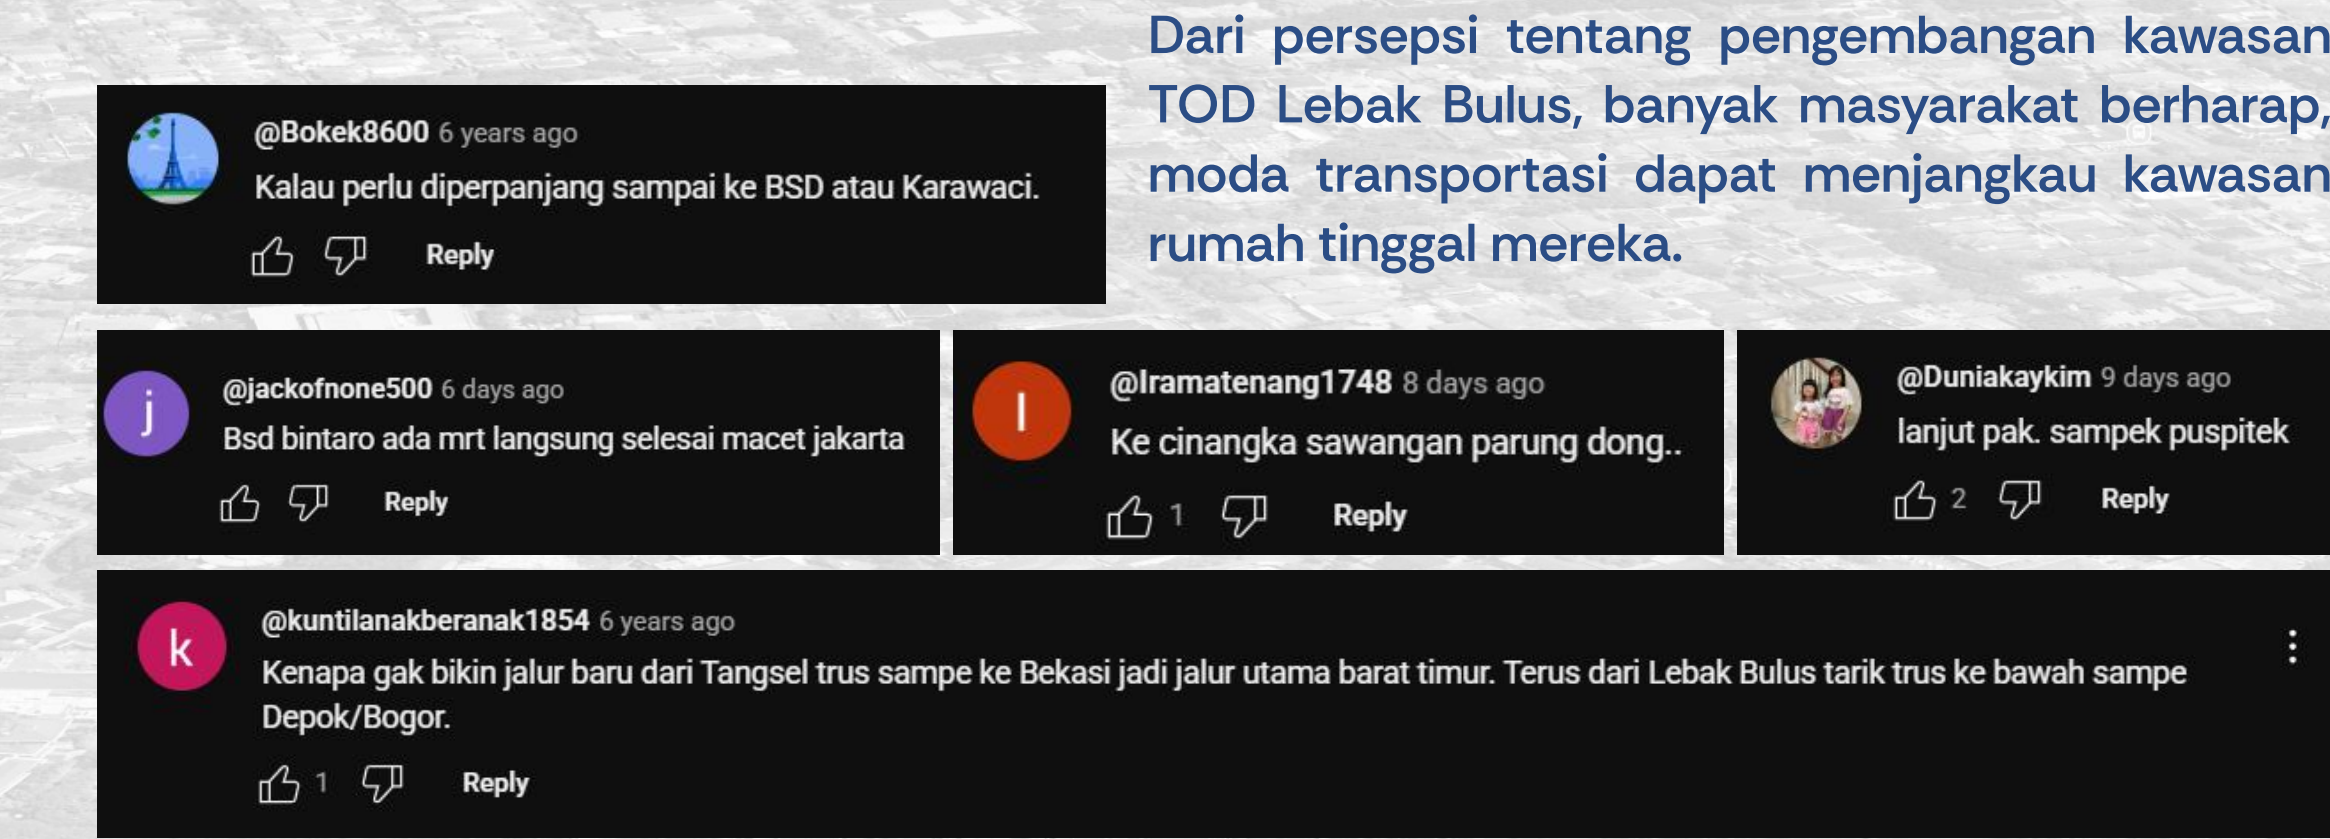 Dari persepsi tentang pengembangan kawasan
TOD Lebak Bulus, banyak masyarakat berharap,
moda transportasi dapat menjangkau kawasan
rumah tinggal mereka.
@Bokek8600 6 years ago
Kalau perlu diperpanjang sampai ke BSD atau Karawaci.
Reply
j
@jackofnone500 6 days ago
Bsd bintaro ada mrt langsung selesai macet jakarta
Reply
I
@Iramatenang1748 8 days ago
Ke cinangka sawangan parung dong..
1 Reply
@Duniakaykim 9 days ago
lanjut pak. sampek puspitek
2 Reply
k
@kuntilanakberanak1854 6 years ago
Kenapa gak bikin jalur baru dari Tangsel trus sampe ke Bekasi jadi jalur utama barat timur. Terus dari Lebak Bulus tarik trus ke bawah sampe
Depok/Bogor.
1 Reply